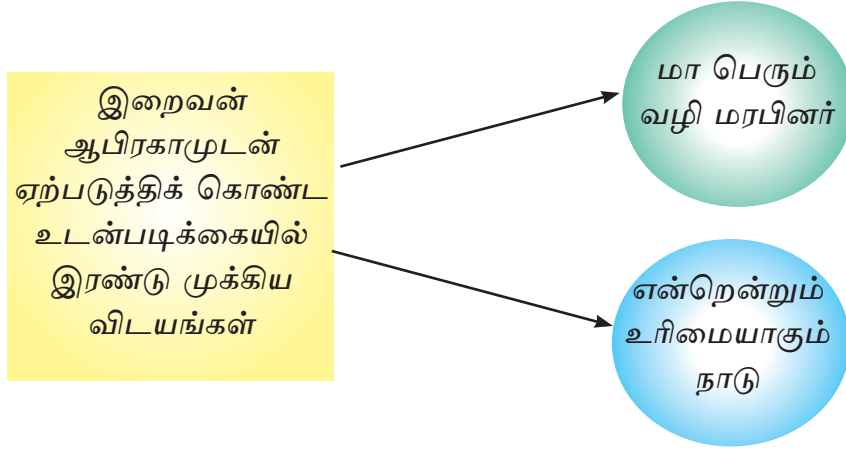 இறைவன்
ஆபிரகாமுடன்
ஏற்படுத்திக் கொண்ட
உடன்படிக்கையில்
இரண்டு முக்கிய
விடயங்கள்
மா பெரும்
வழி மரபினர்
என்றென்றும்
உரிமையாகும்
நாடு